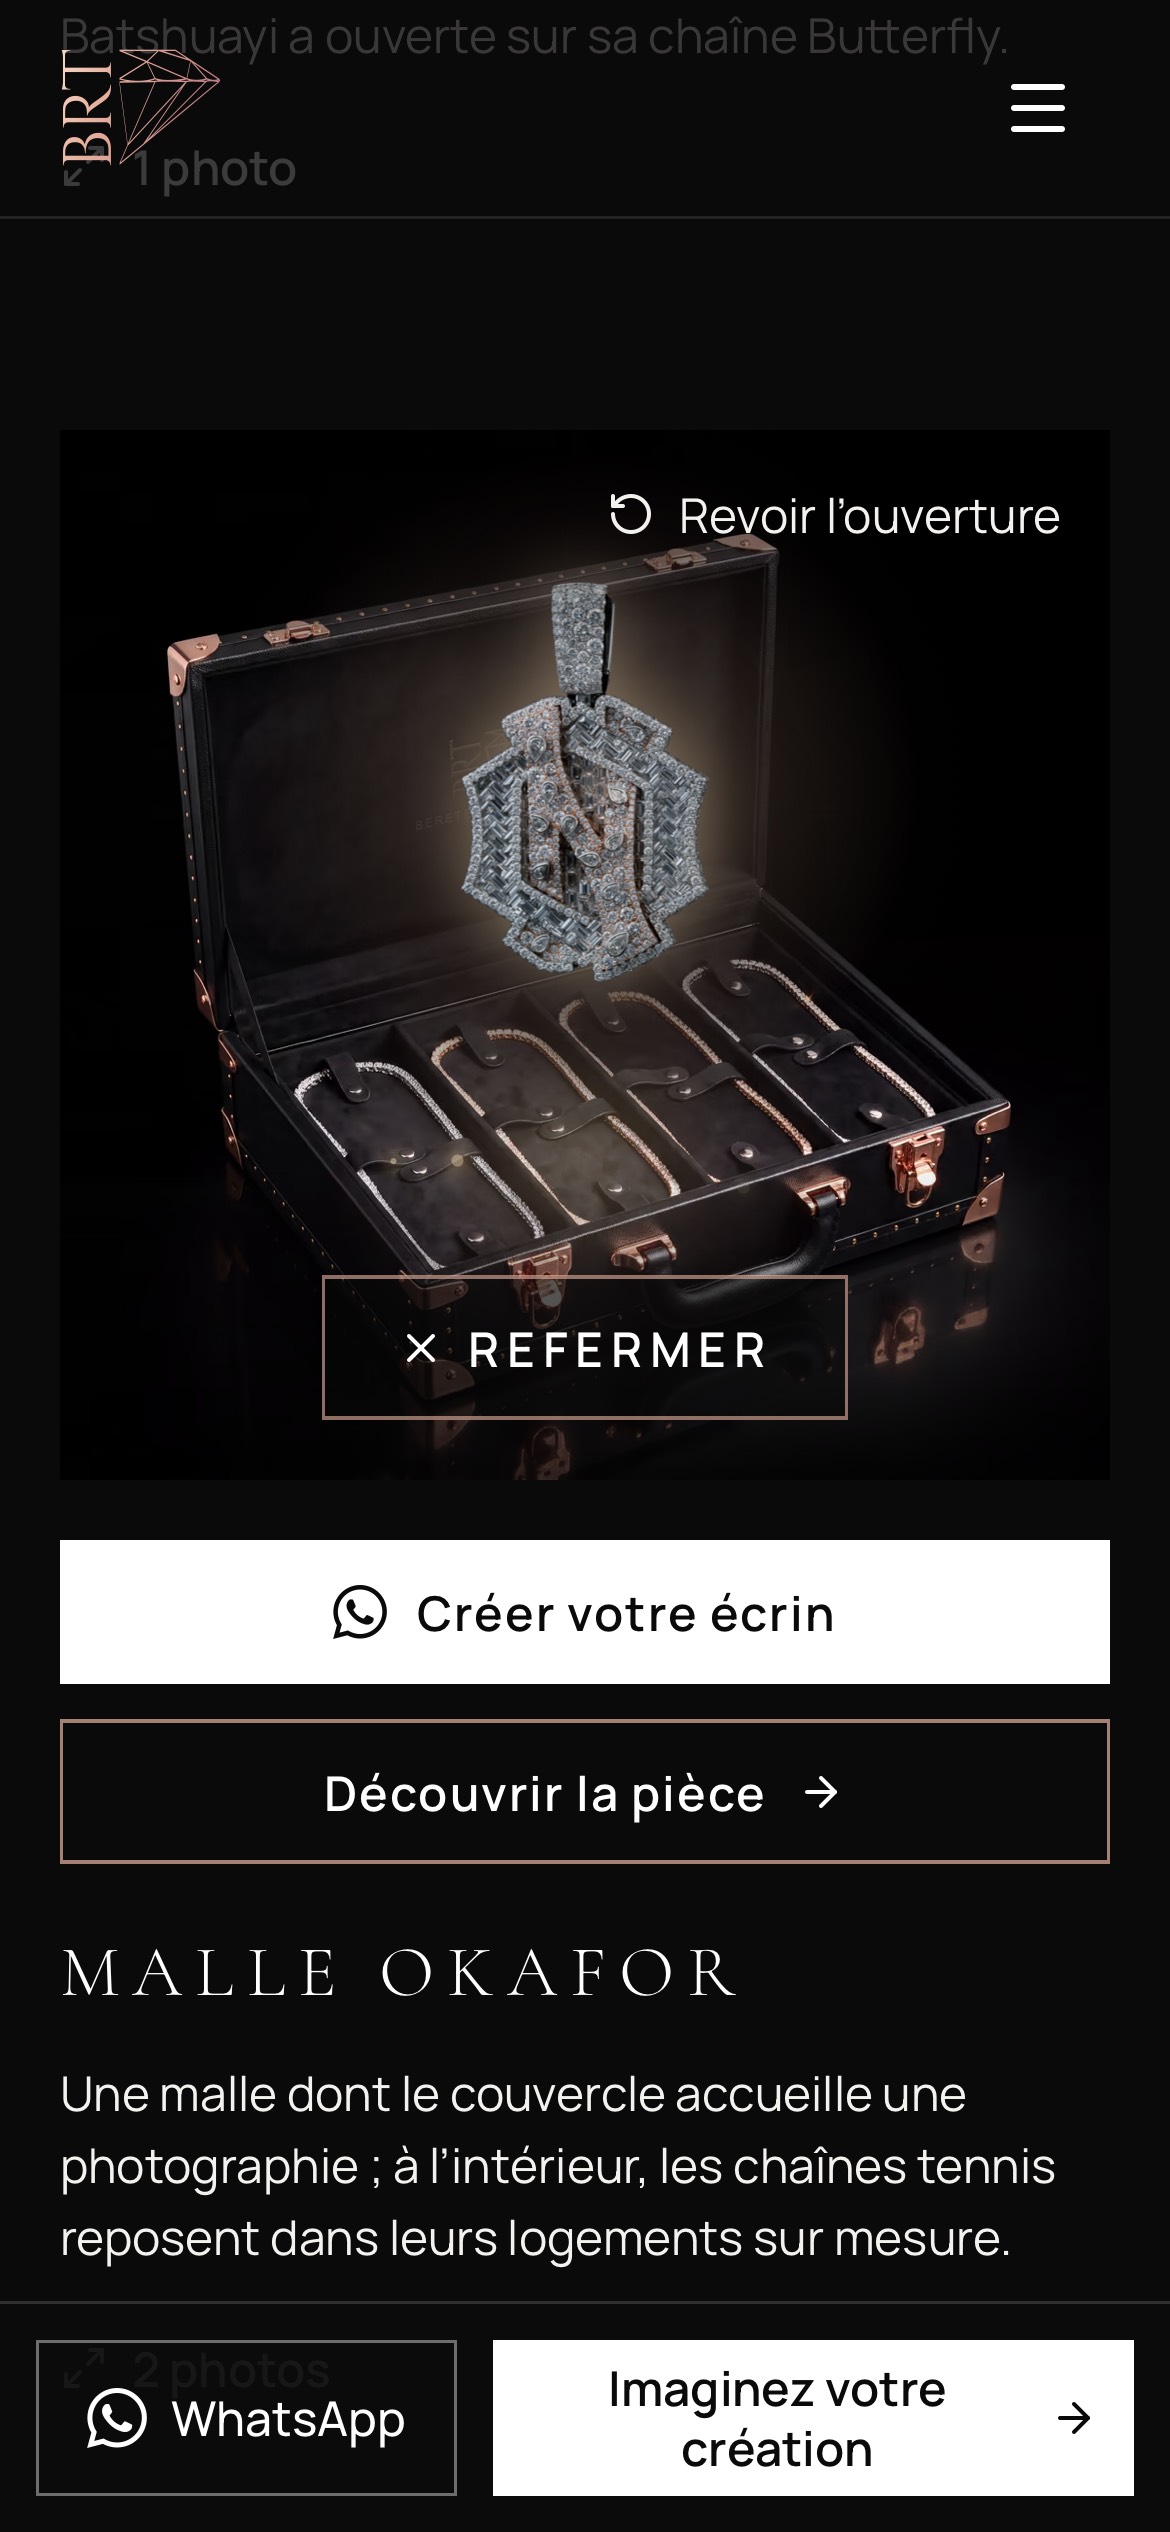 Batshuayi a ouverte sur sa chaîne Butterfly.
BRT
1 photo
Revoir l’ouverture
N
REFERMER
Créer votre écrin
Découvrir la pièce
MALLE OKAFOR
Une malle dont le couvercle accueille une
photographie ; à l’intérieur, les chaînes tennis
reposent dans leurs logements sur mesure.
2 photos
WhatsApp
Imaginez votre
création